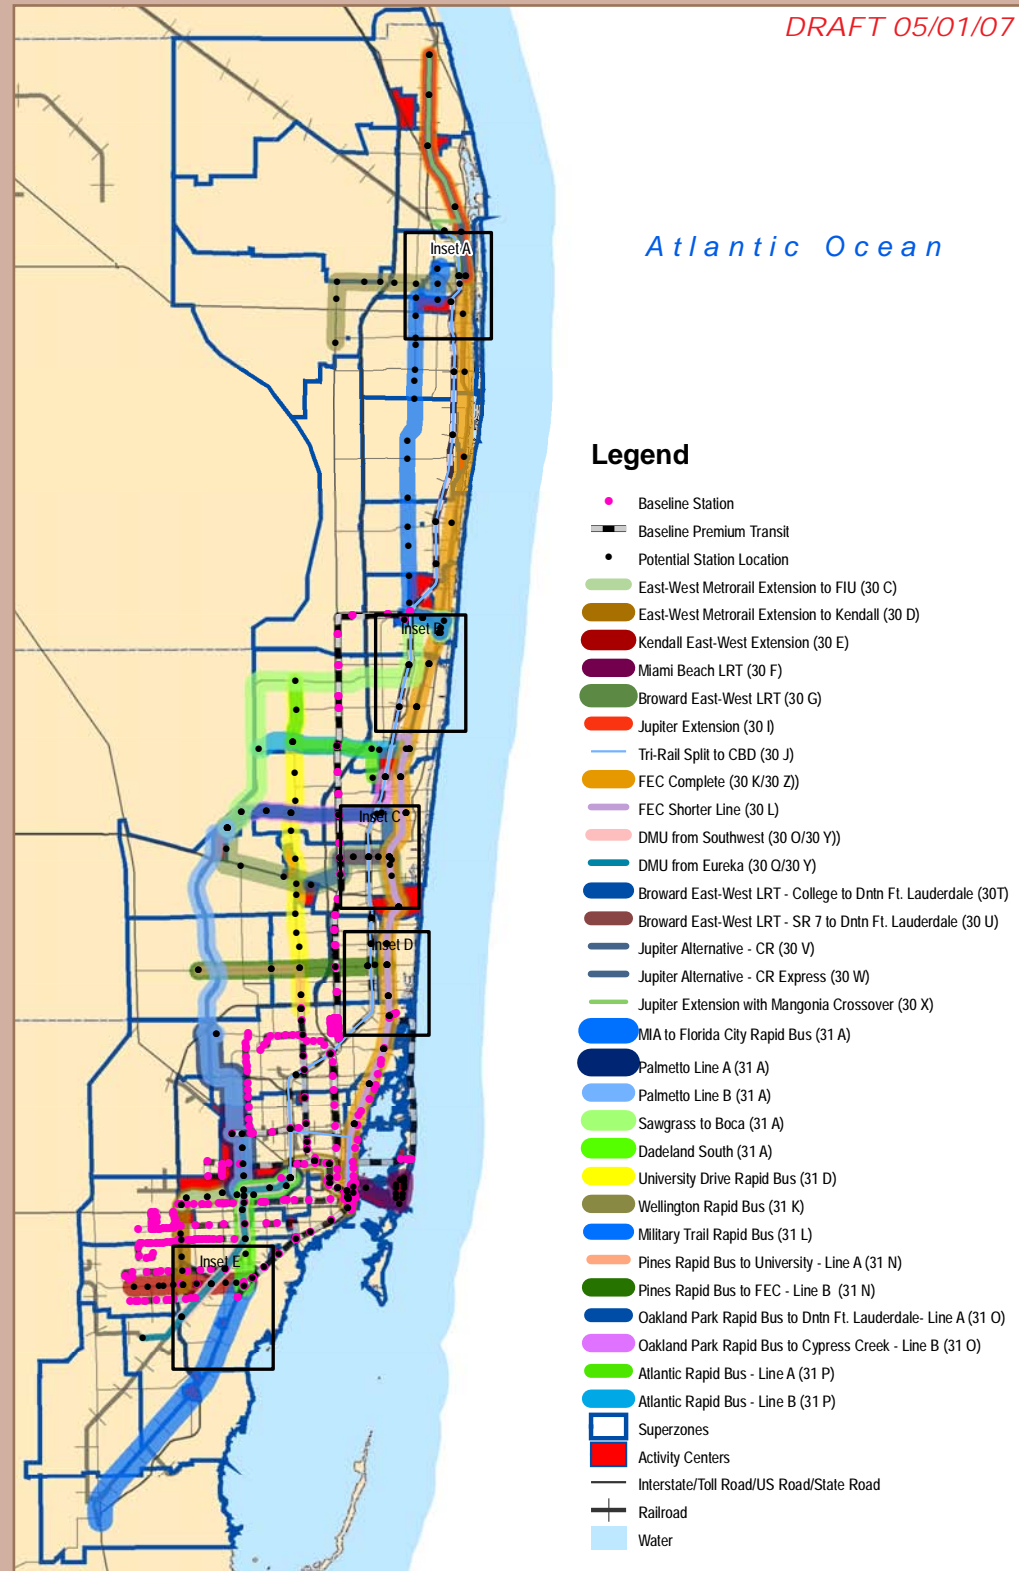 DRAFT 05/01/07
Inset A
Atlantic Ocean
Legend
Baseline Station
Baseline Premium Transit
Potential Station Location
East-West Metrorail Extension to FIU (30 C)
East-West Metrorail Extension to Kendall (30 D)
Kendall East-West Extension (30 E)
Miami Beach LRT (30 F)
Broward East-West LRT (30 G)
Jupiter Extension (30 I)
Tri-Rail Split to CBD (30 J)
FEC Complete (30 K/30 Z))
FEC Shorter Line (30 L)
DMU from Southwest (30 O/30 Y))
DMU from Eureka (30 Q/30 Y)
Broward East-West LRT - College to Dntn Ft. Lauderdale (30T)
Broward East-West LRT - SR 7 to Dntn Ft. Lauderdale (30 U)
Jupiter Alternative - CR (30 V)
Jupiter Alternative - CR Express (30 W)
Jupiter Extension with Mangonia Crossover (30 X)
MIA to Florida City Rapid Bus (31 A)
Palmetto Line A (31 A)
Palmetto Line B (31 A)
Sawgrass to Boca (31 A)
Dadeland South (31 A)
University Drive Rapid Bus (31 D)
Wellington Rapid Bus (31 K)
Military Trail Rapid Bus (31 L)
Pines Rapid Bus to University - Line A (31 N)
Pines Rapid Bus to FEC - Line B (31 N)
Oakland Park Rapid Bus to Dntn Ft. Lauderdale- Line A (31 O)
Oakland Park Rapid Bus to Cypress Creek - Line B (31 O)
Atlantic Rapid Bus - Line A (31 P)
Atlantic Rapid Bus - Line B (31 P)
Superzones
Activity Centers
Interstate/Toll Road/US Road/State Road
Railroad
Water
Inset B
Inset C
Inset D
Inset E